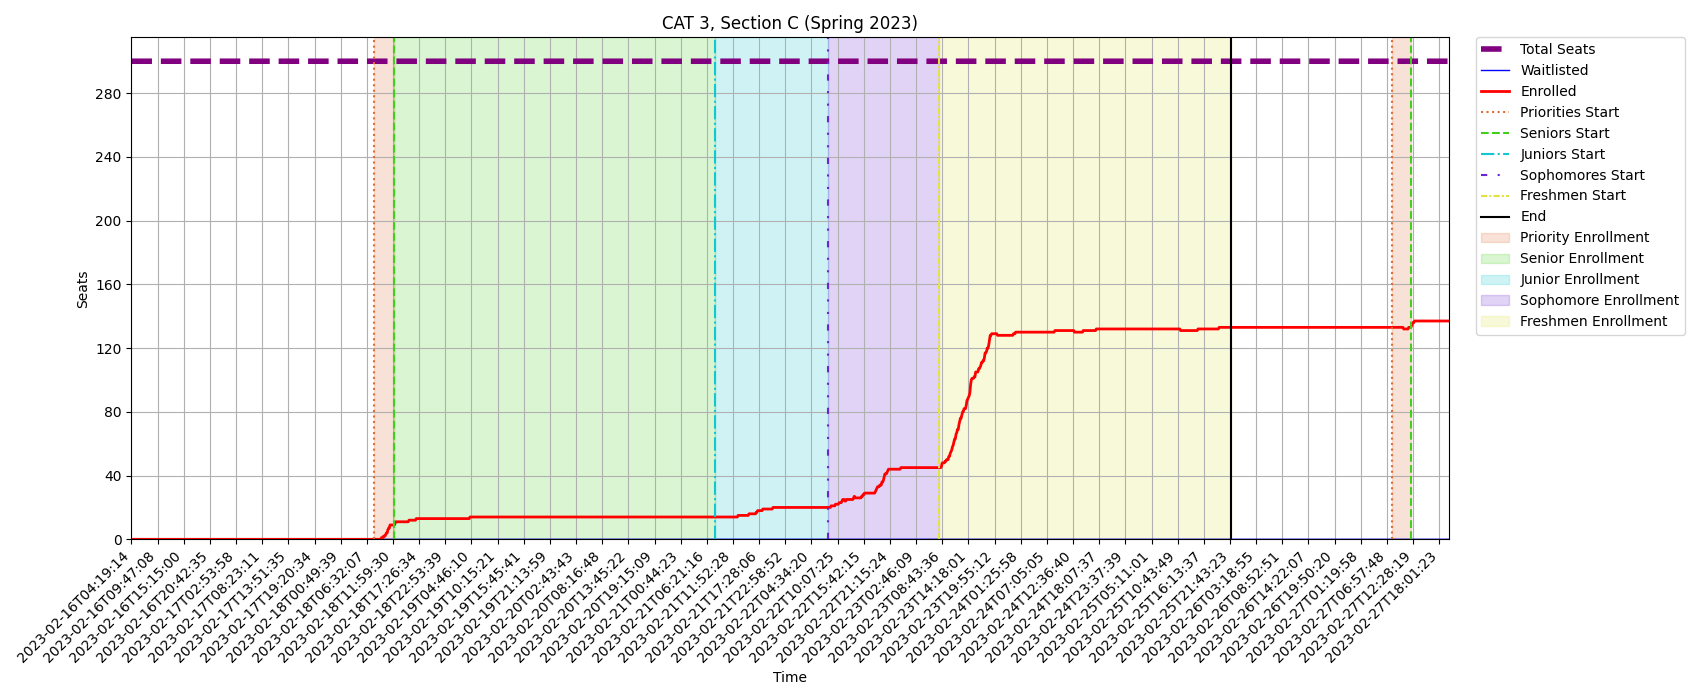 CAT 3, Section C (Spring 2023)
Seats
280
240
200
160
120
80
40
0
2023-02-16T04:19:14
2023-02-16T09:47:08
2023-02-16T15:15:00
2023-02-16T20:42:35
2023-02-17T02:53:58
2023-02-17T08:23:11
2023-02-17T13:51:35
2023-02-17T19:20:34
2023-02-18T00:49:39
2023-02-18T06:32:07
2023-02-18T11:59:30
2023-02-18T17:26:34
2023-02-18T22:53:39
2023-02-19T04:46:10
2023-02-19T10:15:21
2023-02-19T15:45:41
2023-02-19T21:13:59
2023-02-20T02:43:43
2023-02-20T08:16:48
2023-02-20T13:45:22
2023-02-20T19:15:09
2023-02-21T00:44:23
2023-02-21T06:21:16
2023-02-21T11:52:28
2023-02-21T17:28:06
2023-02-21T22:58:52
2023-02-22T04:34:20
2023-02-22T10:07:25
2023-02-22T15:42:15
2023-02-22T21:15:24
2023-02-23T02:46:09
2023-02-23T08:43:36
2023-02-23T14:18:01
2023-02-23T19:55:12
2023-02-24T01:25:58
2023-02-24T07:05:05
2023-02-24T12:36:40
2023-02-24T18:07:37
2023-02-24T23:37:39
2023-02-25T05:11:01
2023-02-25T10:43:49
2023-02-25T16:13:37
2023-02-25T21:43:23
2023-02-26T03:18:55
2023-02-26T08:52:51
2023-02-26T14:22:07
2023-02-26T19:50:20
2023-02-27T01:19:58
2023-02-27T06:57:48
2023-02-27T12:28:19
2023-02-27T18:01:23
Time
Total Seats
Waitlisted
Enrolled
Priorities Start
Seniors Start
Juniors Start
Sophomores Start
Freshmen Start
End
Priority Enrollment
Senior Enrollment
Junior Enrollment
Sophomore Enrollment
Freshmen Enrollment